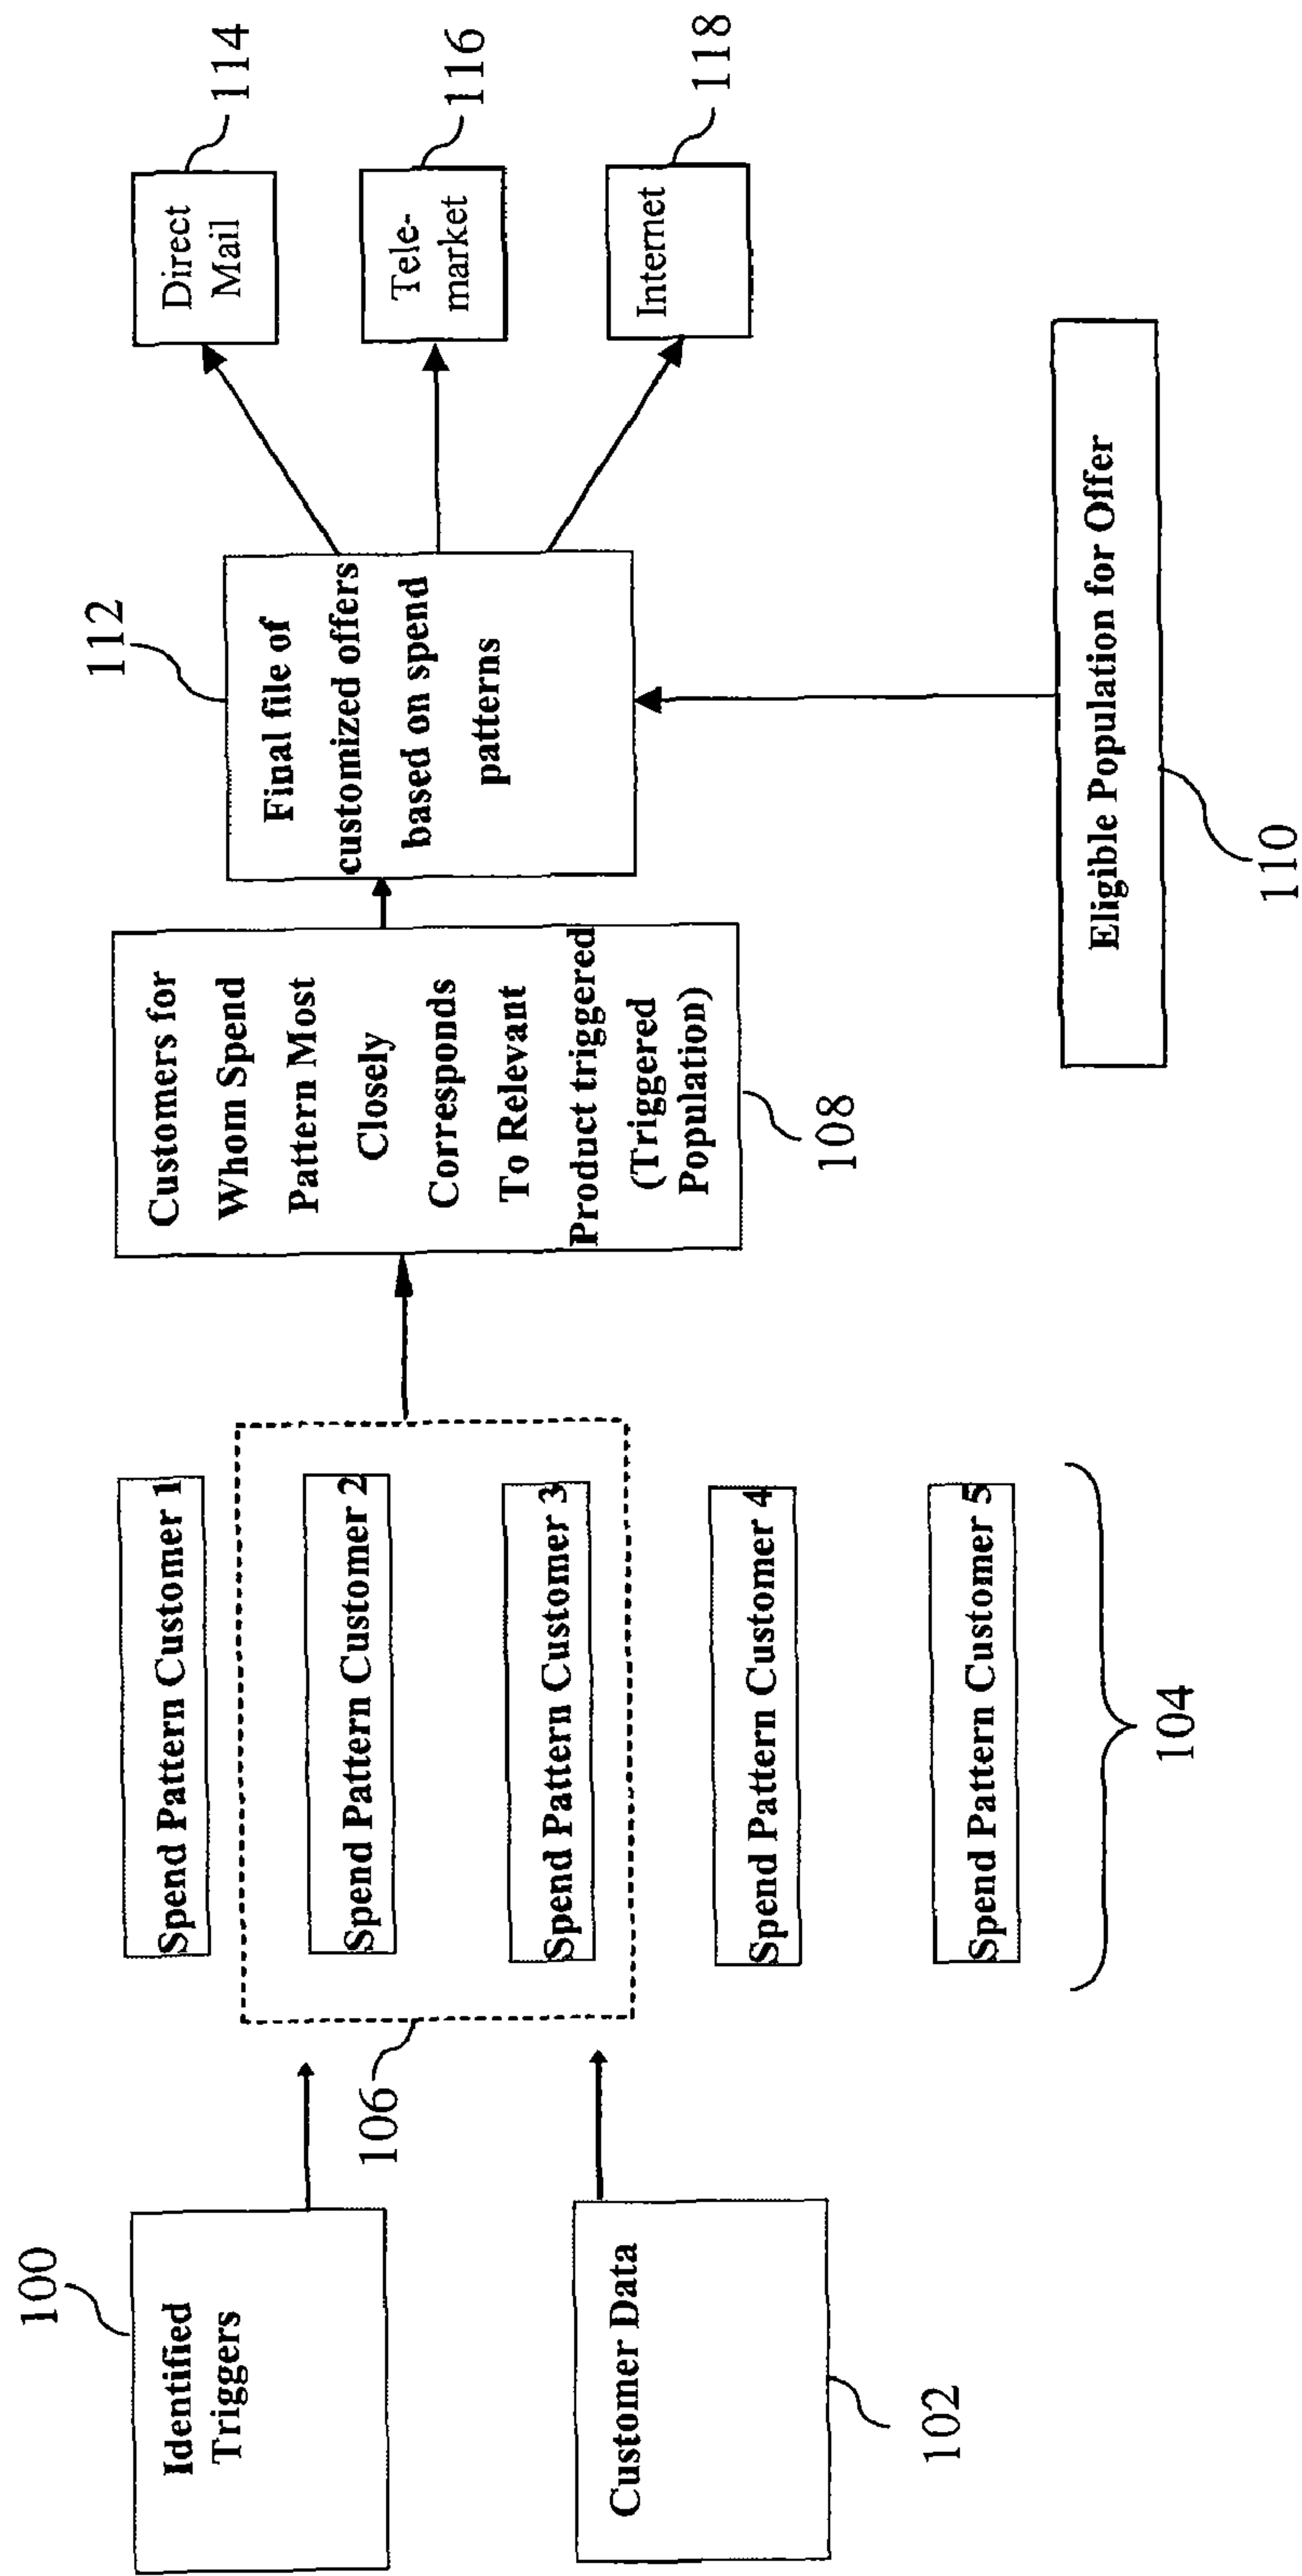 100
Identified
Triggers
Customer Data
102
106
Spend Pattern Customer 1
Spend Pattern Customer 2
Spend Pattern Customer 3
Spend Pattern Customer 4
Spend Pattern Customer 5
104
Customers for
Whom Spend
Pattern Most
Closely
Corresponds
To Relevant
Product triggered
(Triggered
Population)
108
112
Final file of
customized offers
based on spend
patterns
Eligible Population for Offer
110
Direct
Mail
114
Tele-
market
116
Internet
118